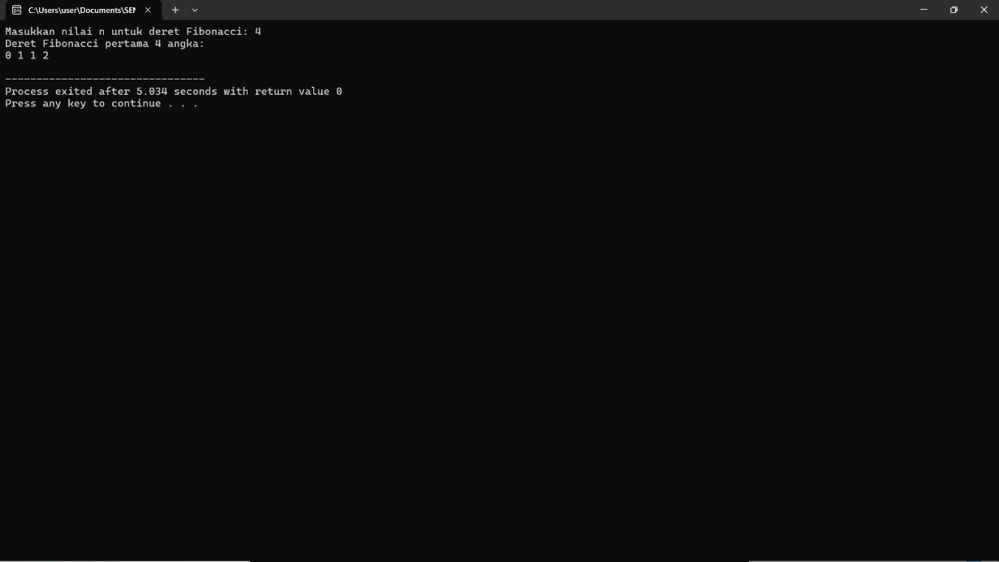 C:\Users\user\Documents\SEM
Masukkan nilai n untuk deret Fibonacci: 4
Deret Fibonacci pertama 4 angka:
0 1 1 2
--------------------------------
Process exited after 5.034 seconds with return value 0
Press any key to continue . . .